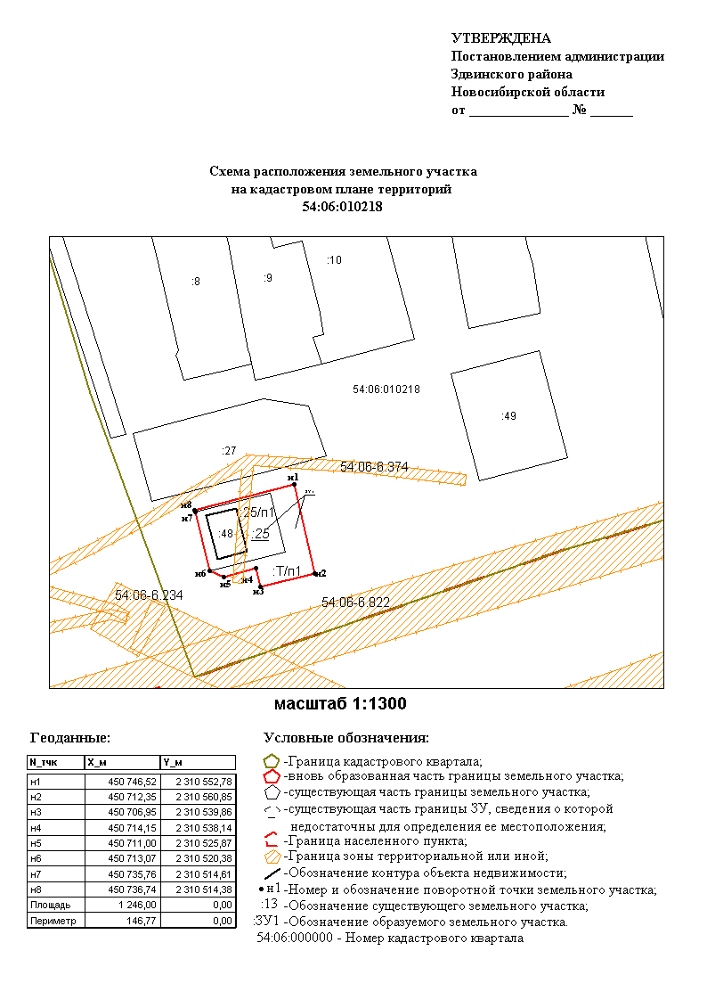 УТВЕРЖДЕНА
Постановлением администрации
Здвинского района
Новосибирской области
от ______________ № ______
Схема расположения земельного участка
на кадастровом плане территорий
54:06:010218
:8
:9
:10
54:06:010218
:49
:27
54:06-6.374
н1
н8
н7
:25/п1
:48
:25
н6
н5
н4
:Т/п1
н2
н3
54:06-6.234
54:06-6.822
масштаб 1:1300
Геоданные:
N_тчк X_м Y_м
н1 450 746,52 2 310 552,78
н2 450 712,35 2 310 560,85
н3 450 706,95 2 310 539,86
н4 450 714,15 2 310 538,14
н5 450 711,00 2 310 525,87
н6 450 713,07 2 310 520,38
н7 450 735,76 2 310 514,61
н8 450 736,74 2 310 514,38
Площадь 1 246,00 0,00
Периметр 146,77 0,00
Условные обозначения:
-Граница кадастрового квартала;
-вновь образованная часть границы земельного участка;
-существующая часть границы земельного участка;
-существующая часть границы ЗУ, сведения о которой
недостаточны для определения ее местоположения;
-Граница населенного пункта;
-Граница зоны территориальной или иной;
-Обозначение контура объекта недвижимости;
н1 -Номер и обозначение поворотной точки земельного участка;
:13 -Обозначение существующего земельного участка;
:ЗУ1 -Обозначение образуемого земельного участка.
54:06:000000 - Номер кадастрового квартала